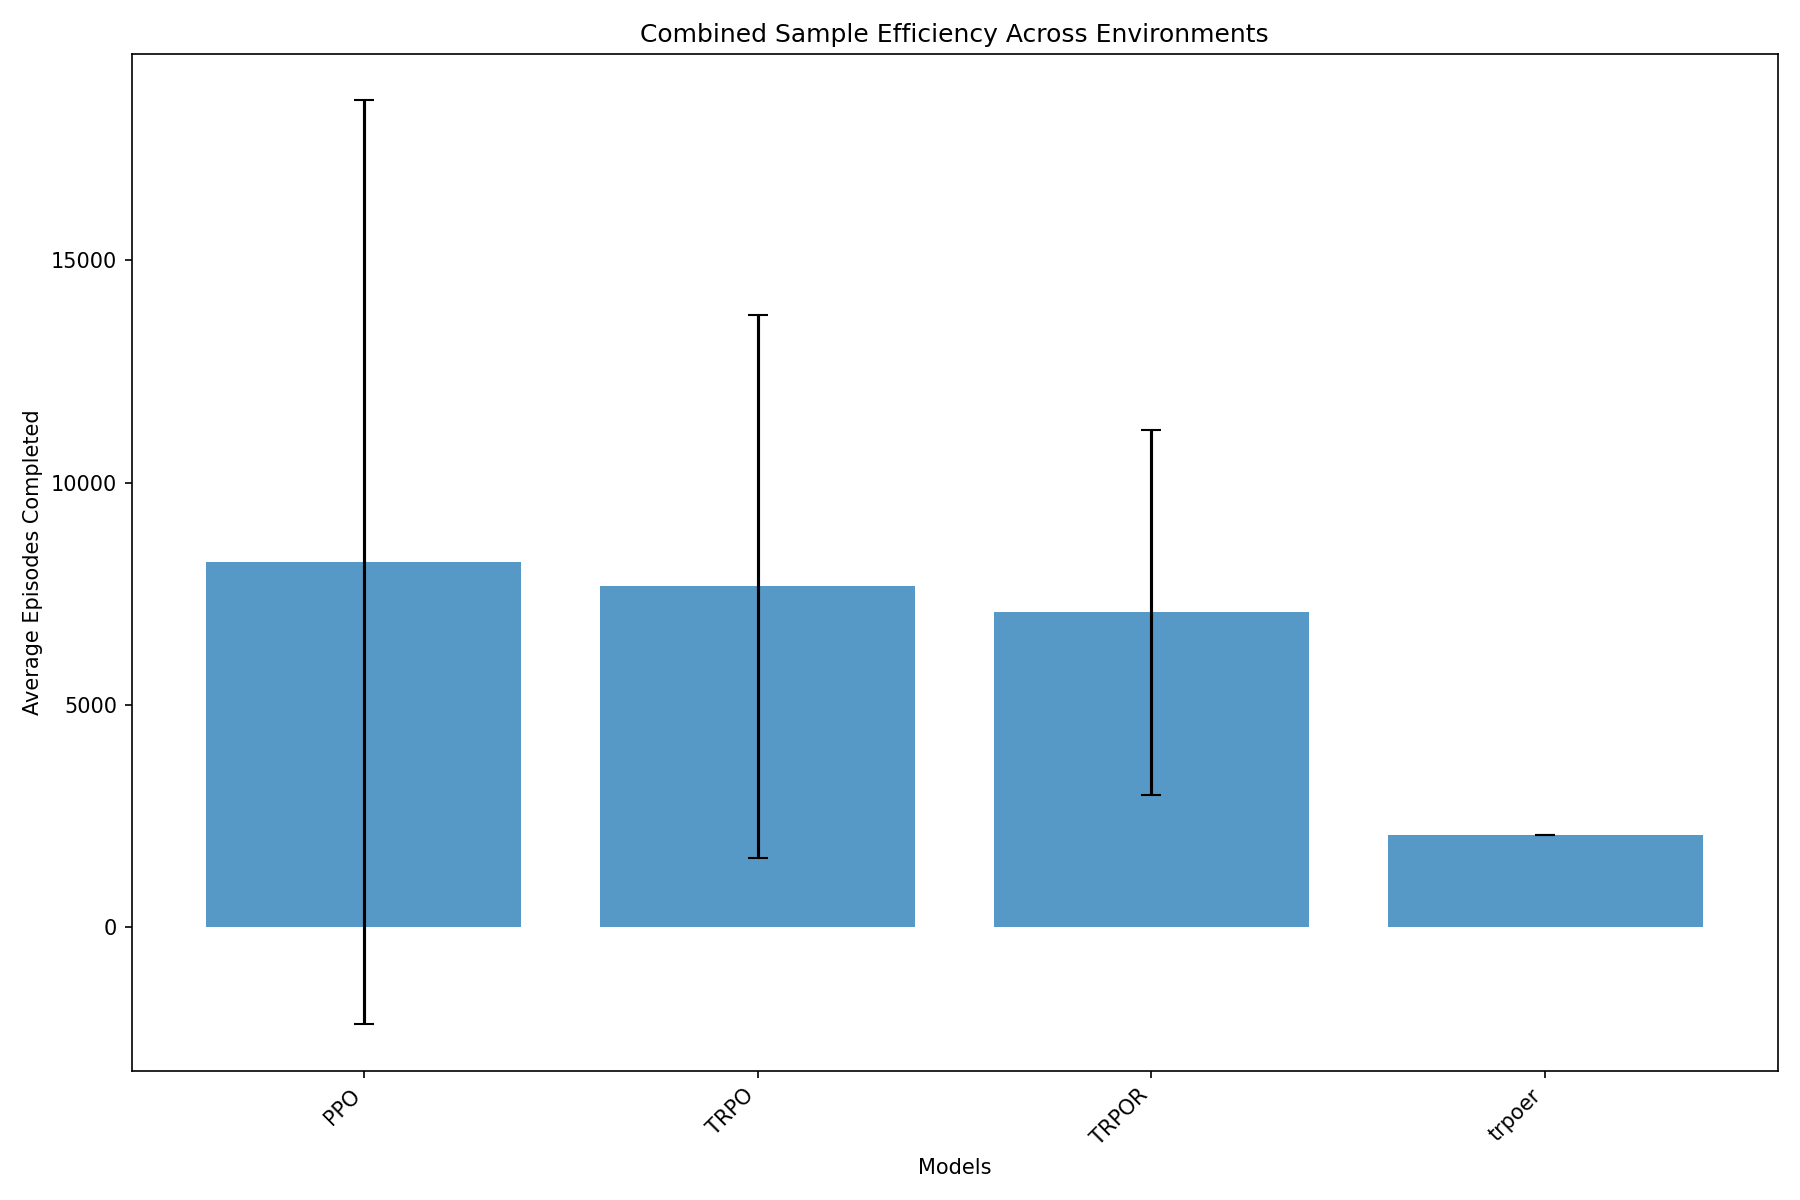 Combined Sample Efficiency Across Environments
Average Episodes Completed
15000
10000
5000
0
PPO
TRPO
TRPOR
trpoer
Models